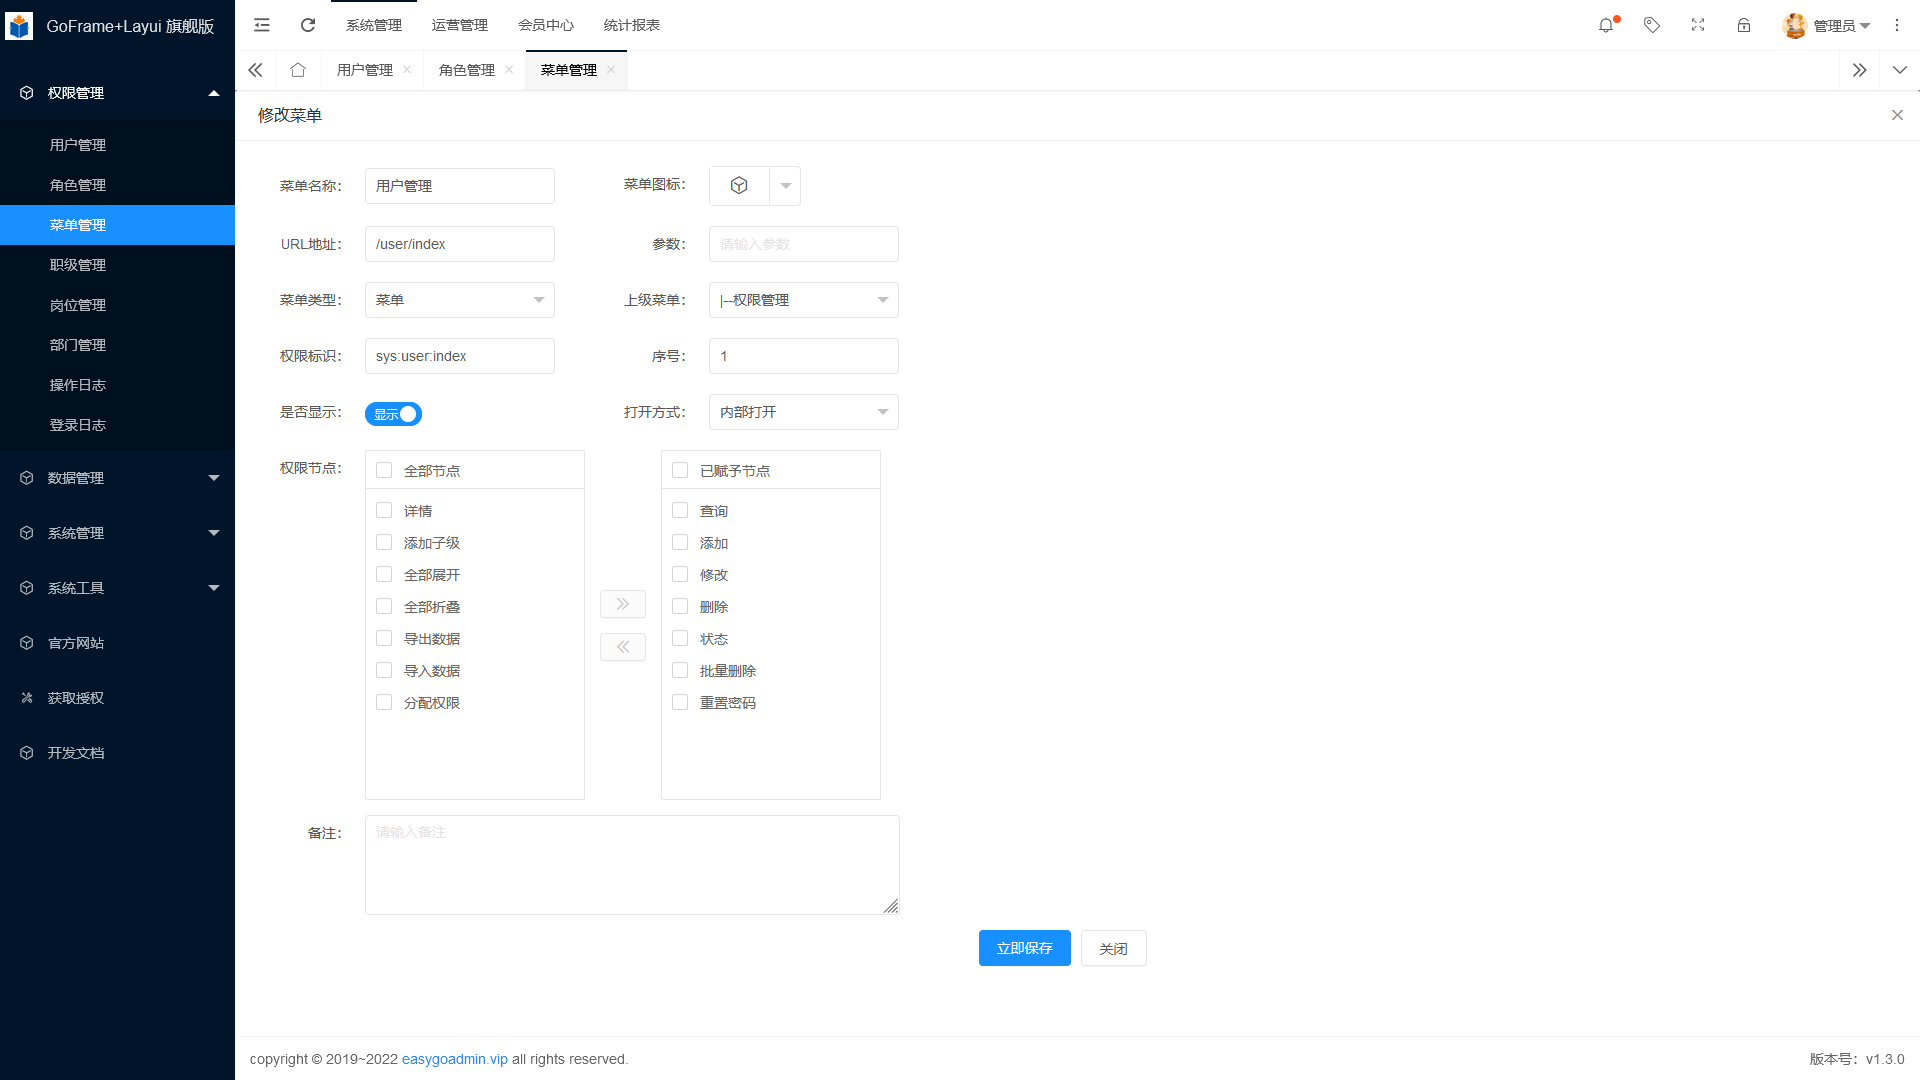 GoFrame+Layui 旗舰版
系统管理
运营管理
会员中心
统计报表
管理员
用户管理
角色管理
菜单管理
权限管理
用户管理
角色管理
菜单管理
职级管理
岗位管理
部门管理
操作日志
登录日志
数据管理
系统管理
系统工具
官方网站
获取授权
开发文档
修改菜单
菜单名称：
用户管理
菜单图标：
URL地址：
/user/index
参数：
请输入参数
菜单类型：
菜单
上级菜单：
|--权限管理
权限标识：
sys:user:index
序号：
1
是否显示：
显示
打开方式：
内部打开
权限节点：
全部节点
详情
添加子级
全部展开
全部折叠
导出数据
导入数据
分配权限
已赋予节点
查询
添加
修改
删除
状态
批量删除
重置密码
备注：
请输入备注
立即保存
关闭
copyright © 2019~2022 easygoadmin.vip all rights reserved.
版本号：v1.3.0